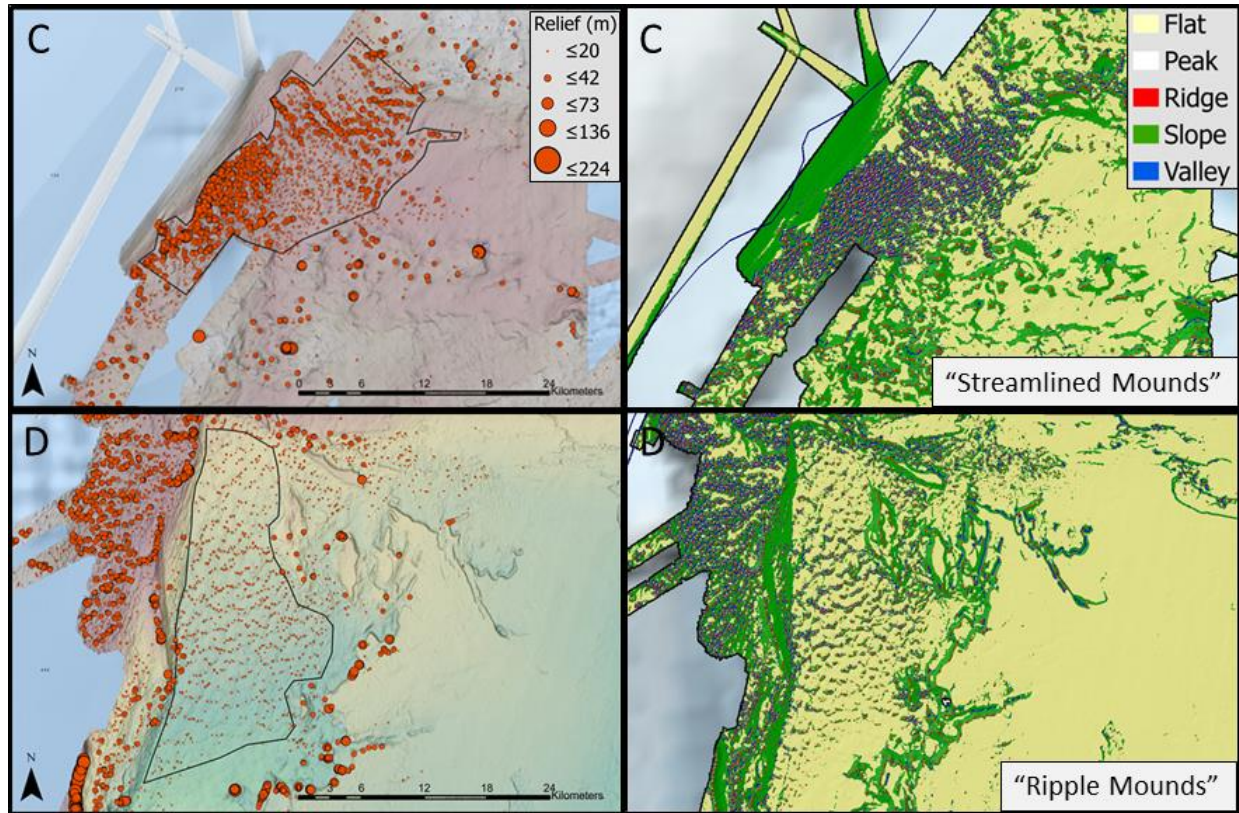 C
Relief (m)
≤20
≤42
≤73
≤136
≤224
N
0 3 6 12 18 24
Kilometers
C
Flat
Peak
Ridge
Slope
Valley
“Streamlined Mounds”
D
N
0 3 6 12 18 24
Kilometers
D
“Ripple Mounds”